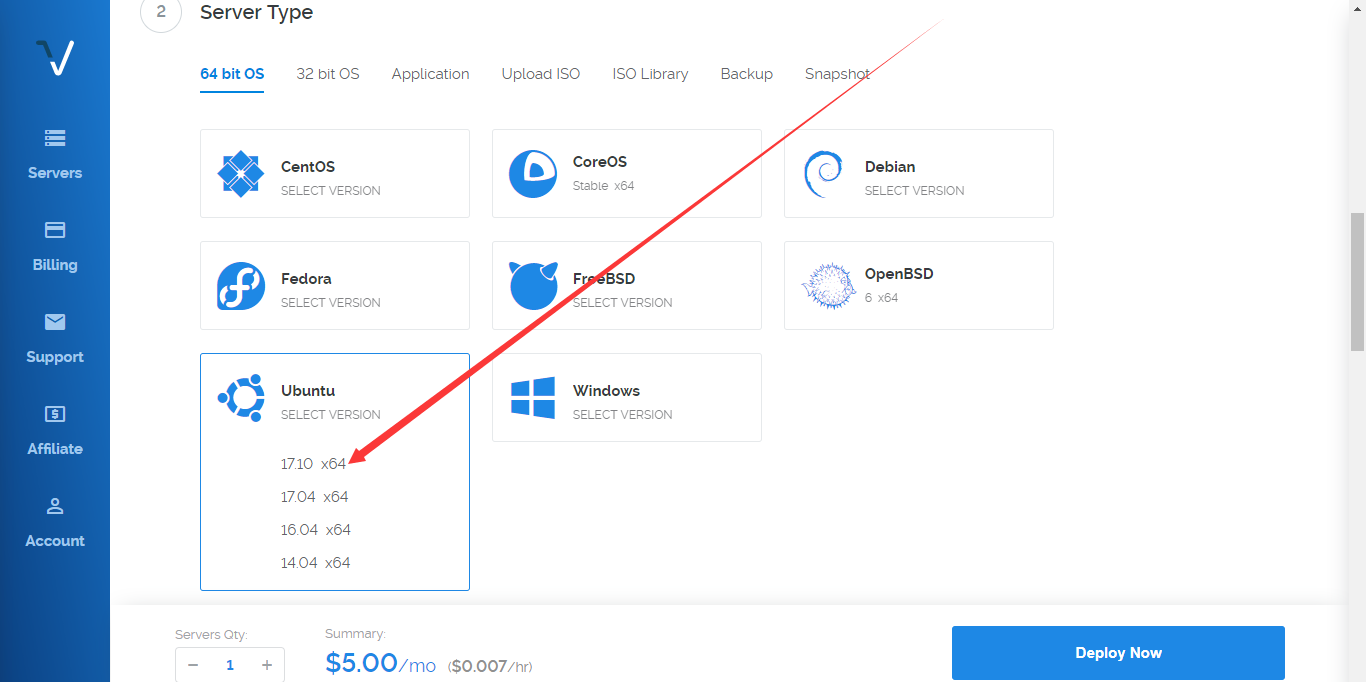 2
Server Type
64 bit OS
32 bit OS
Application
Upload ISO
ISO Library
Backup
Snapshot
Servers
Billing
Support
Affiliate
Account
CentOS
SELECT VERSION
CoreOS
Stable x64
Debian
SELECT VERSION
Fedora
SELECT VERSION
FreeBSD
SELECT VERSION
OpenBSD
6 x64
Ubuntu
SELECT VERSION
17.10 x64
17.04 x64
16.04 x64
14.04 x64
Windows
SELECT VERSION
Servers Qty:
− 1 +
Summary:
$5.00/mo ($0.007/hr)
Deploy Now